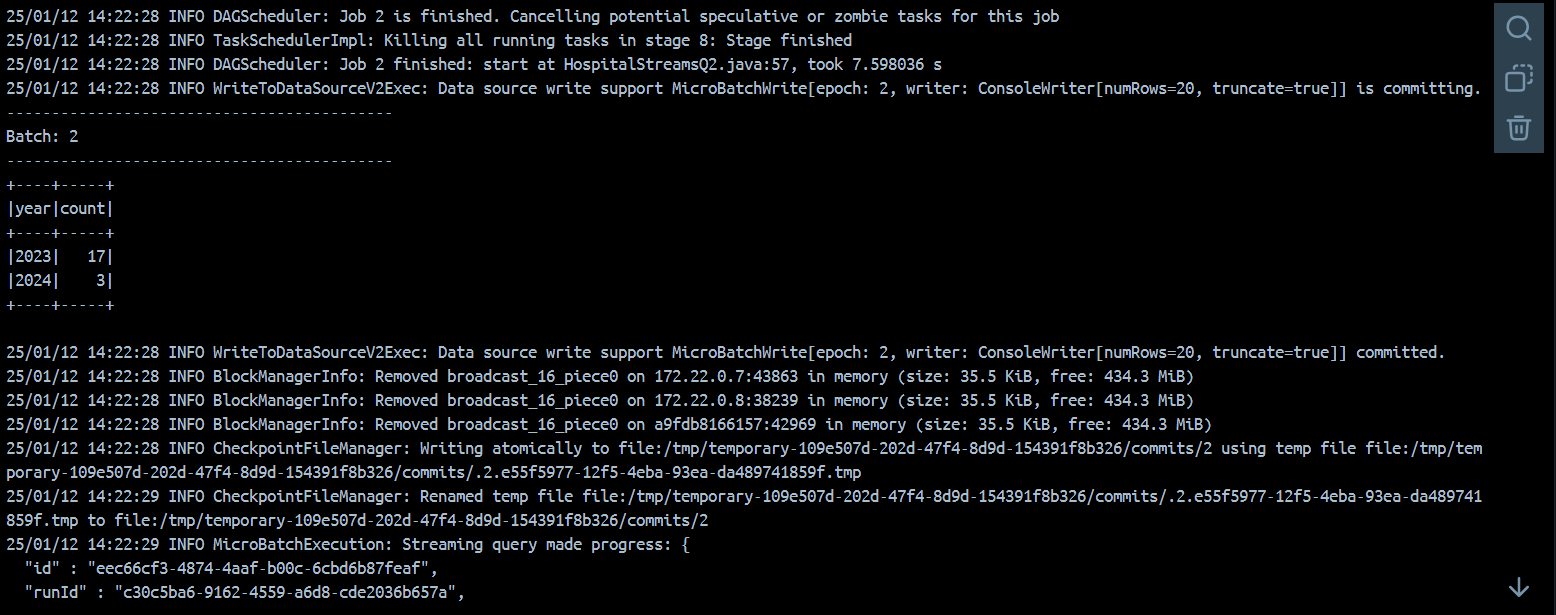 25/01/12 14:22:28 INFO DAGScheduler: Job 2 is finished. Cancelling potential speculative or zombie tasks for this job
25/01/12 14:22:28 INFO TaskSchedulerImpl: Killing all running tasks in stage 8: Stage finished
25/01/12 14:22:28 INFO DAGScheduler: Job 2 finished: start at HospitalStreamsQ2.java:57, took 7.598036 s
25/01/12 14:22:28 INFO WriteToDataSourceV2Exec: Data source write support MicroBatchWrite[epoch: 2, writer: ConsoleWriter[numRows=20, truncate=true]] is committing.
-------------------------------------------
Batch: 2
-------------------------------------------
+----+-----+
|year|count|
+----+-----+
|2023|   17|
|2024|    3|
+----+-----+
25/01/12 14:22:28 INFO WriteToDataSourceV2Exec: Data source write support MicroBatchWrite[epoch: 2, writer: ConsoleWriter[numRows=20, truncate=true]] committed.
25/01/12 14:22:28 INFO BlockManagerInfo: Removed broadcast_16_piece0 on 172.22.0.7:43863 in memory (size: 35.5 KiB, free: 434.3 MiB)
25/01/12 14:22:28 INFO BlockManagerInfo: Removed broadcast_16_piece0 on 172.22.0.8:38239 in memory (size: 35.5 KiB, free: 434.3 MiB)
25/01/12 14:22:28 INFO BlockManagerInfo: Removed broadcast_16_piece0 on a9fdb8166157:42969 in memory (size: 35.5 KiB, free: 434.3 MiB)
25/01/12 14:22:28 INFO CheckpointFileManager: Writing atomically to file:/tmp/temporary-109e507d-202d-47f4-8d9d-154391f8b326/commits/2 using temp file file:/tmp/tem
porary-109e507d-202d-47f4-8d9d-154391f8b326/commits/.2.e55f5977-12f5-4eba-93ea-da489741859f.tmp
25/01/12 14:22:29 INFO CheckpointFileManager: Renamed temp file file:/tmp/temporary-109e507d-202d-47f4-8d9d-154391f8b326/commits/.2.e55f5977-12f5-4eba-93ea-da489741
859f.tmp to file:/tmp/temporary-109e507d-202d-47f4-8d9d-154391f8b326/commits/2
25/01/12 14:22:29 INFO MicroBatchExecution: Streaming query made progress: {
  "id" : "eec66cf3-4874-4aaf-b00c-6cbd6b87feaf",
  "runId" : "c30c5ba6-9162-4559-a6d8-cde2036b657a",